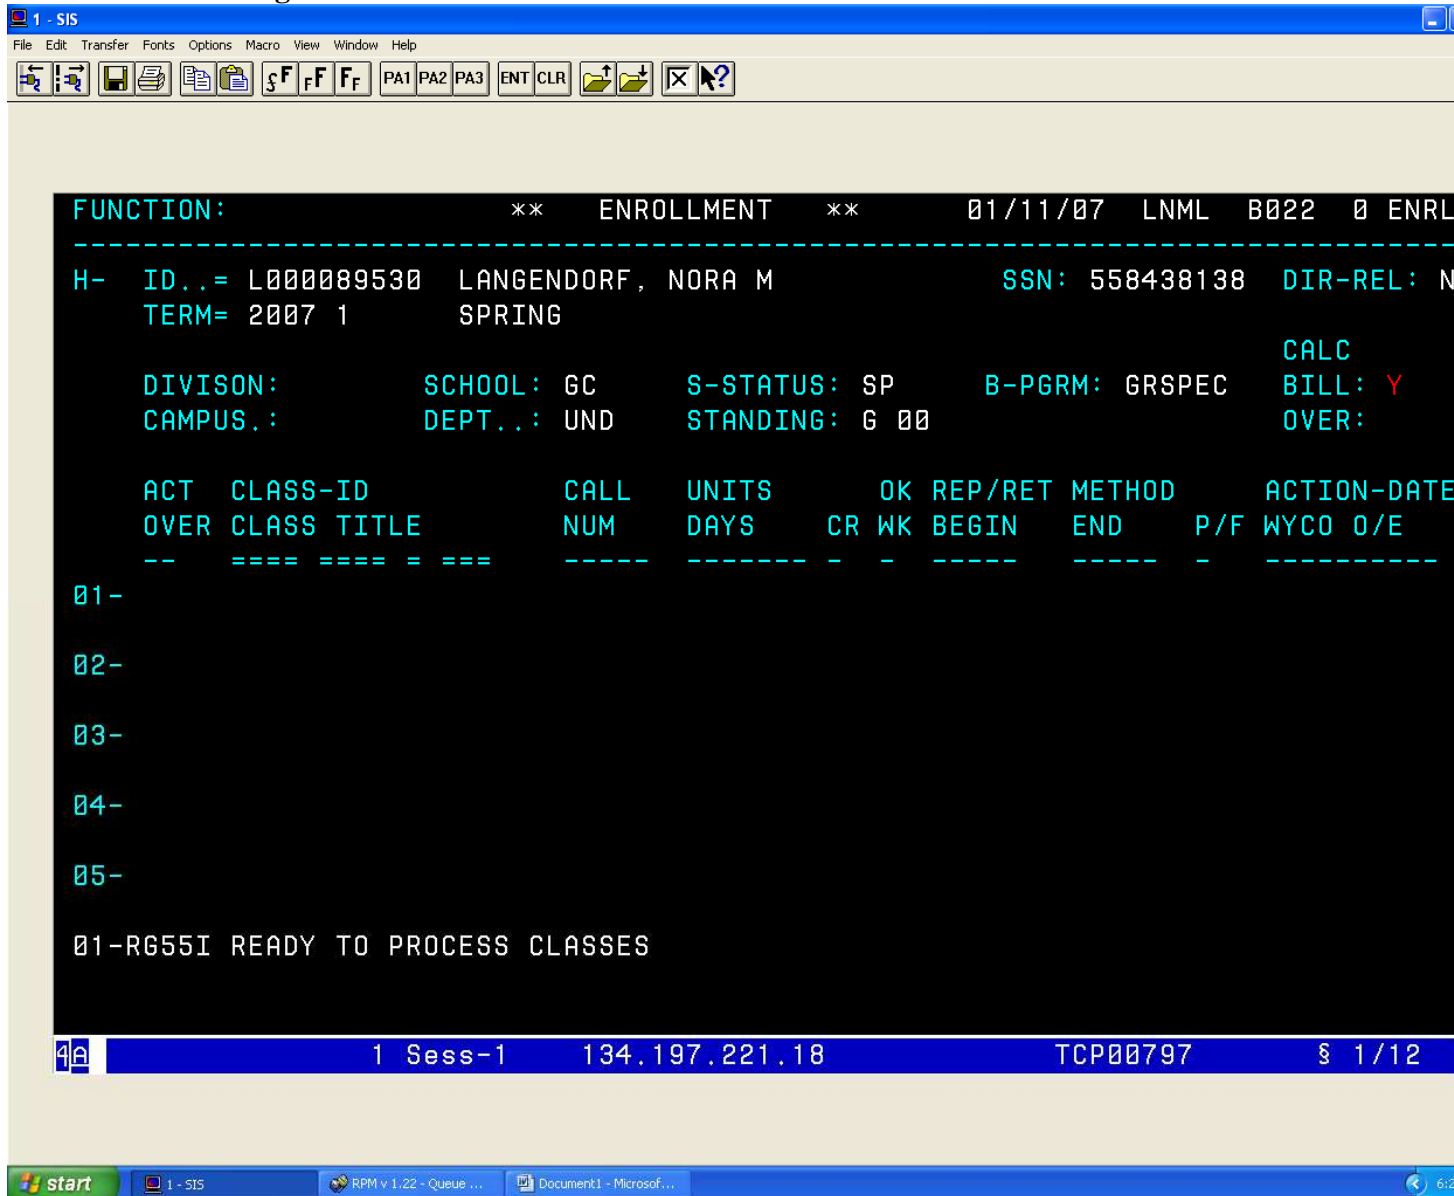 1 - SIS
File Edit Transfer Fonts Options Macro View Window Help
PA1 PA2 PA3 ENT CLR
FUNCTION: ** ENROLLMENT ** 01/11/07 LNML B022 0 ENRL
H- ID..= L000089530 LANGENDORF, NORA M SSN: 558438138 DIR-REL: N
TERM= 2007 1 SPRING
CALC
DIVISON: SCHOOL: GC S-STATUS: SP B-PGRM: GRSPEC BILL: Y
CAMPUS.: DEPT..: UND STANDING: G 00 OVER:
ACT CLASS-ID CALL UNITS OK REP/RET METHOD ACTION-DATE
OVER CLASS TITLE NUM DAYS CR WK BEGIN END P/F WYCO O/E
-- ==== ==== = === ----- ------- - - ----- ----- - ----------
01-
02-
03-
04-
05-
01-RG55I READY TO PROCESS CLASSES
4A 1 Sess-1 134.197.221.18 TCP00797 § 1/12
start 1 - SIS RPM v 1.22 - Queue ... Document1 - Microsof...